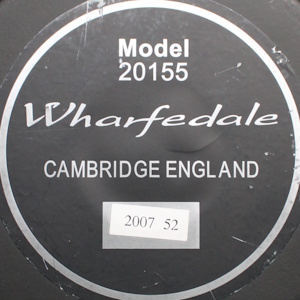 Model
20155
Wharfedale
CAMBRIDGE ENGLAND
2007 52